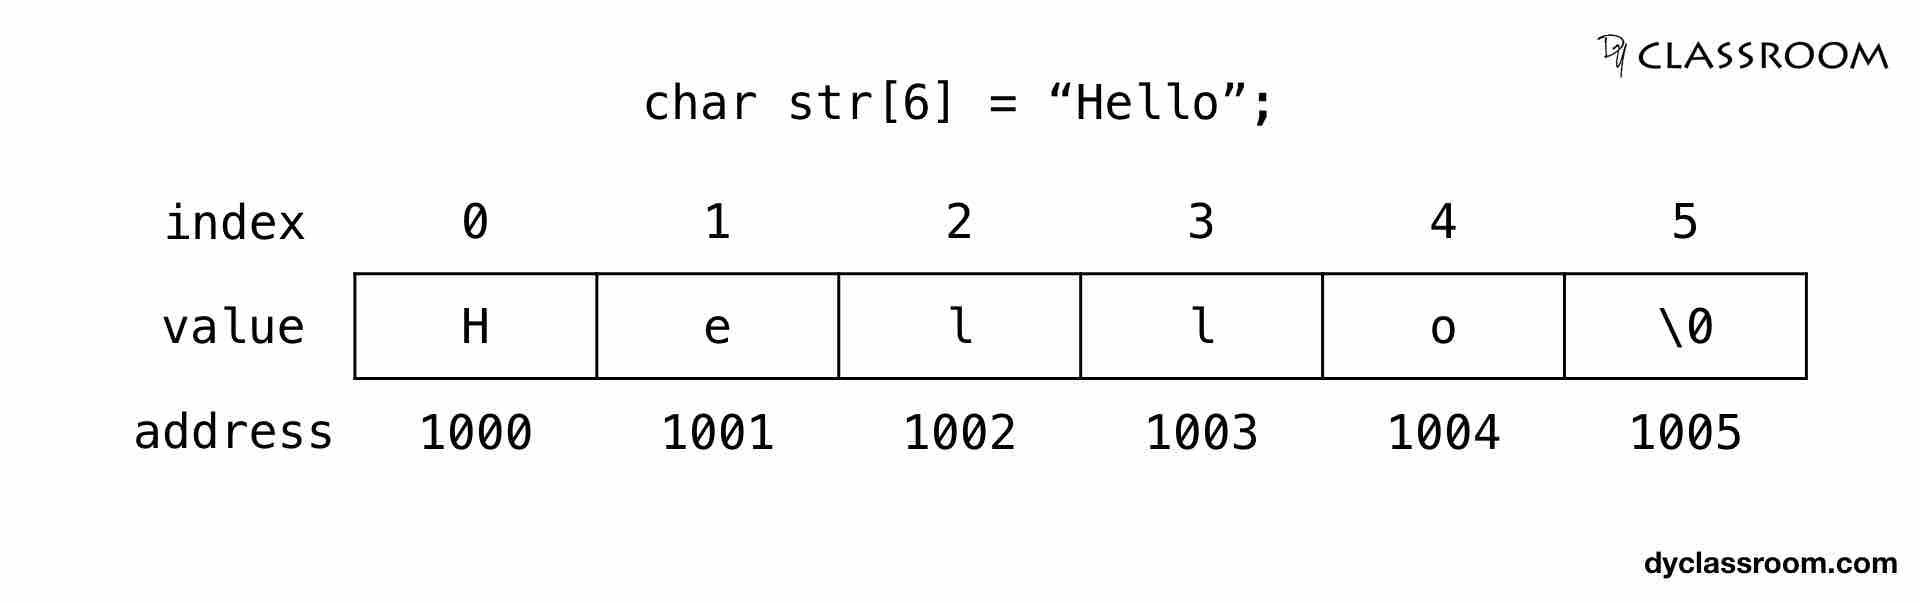 DY CLASSROOM
char str[6] = “Hello”;
index 0 1 2 3 4 5
value H e l l o \0
address 1000 1001 1002 1003 1004 1005
dyclassroom.com